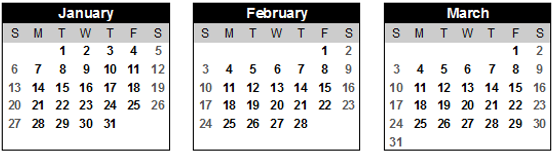 January
S M T W T F S
1 2 3 4 5
6 7 8 9 10 11 12
13 14 15 16 17 18 19
20 21 22 23 24 25 26
27 28 29 30 31
February
S M T W T F S
1 2
3 4 5 6 7 8 9
10 11 12 13 14 15 16
17 18 19 20 21 22 23
24 25 26 27 28
March
S M T W T F S
1 2
3 4 5 6 7 8 9
10 11 12 13 14 15 16
17 18 19 20 21 22 23
24 25 26 27 28 29 30
31